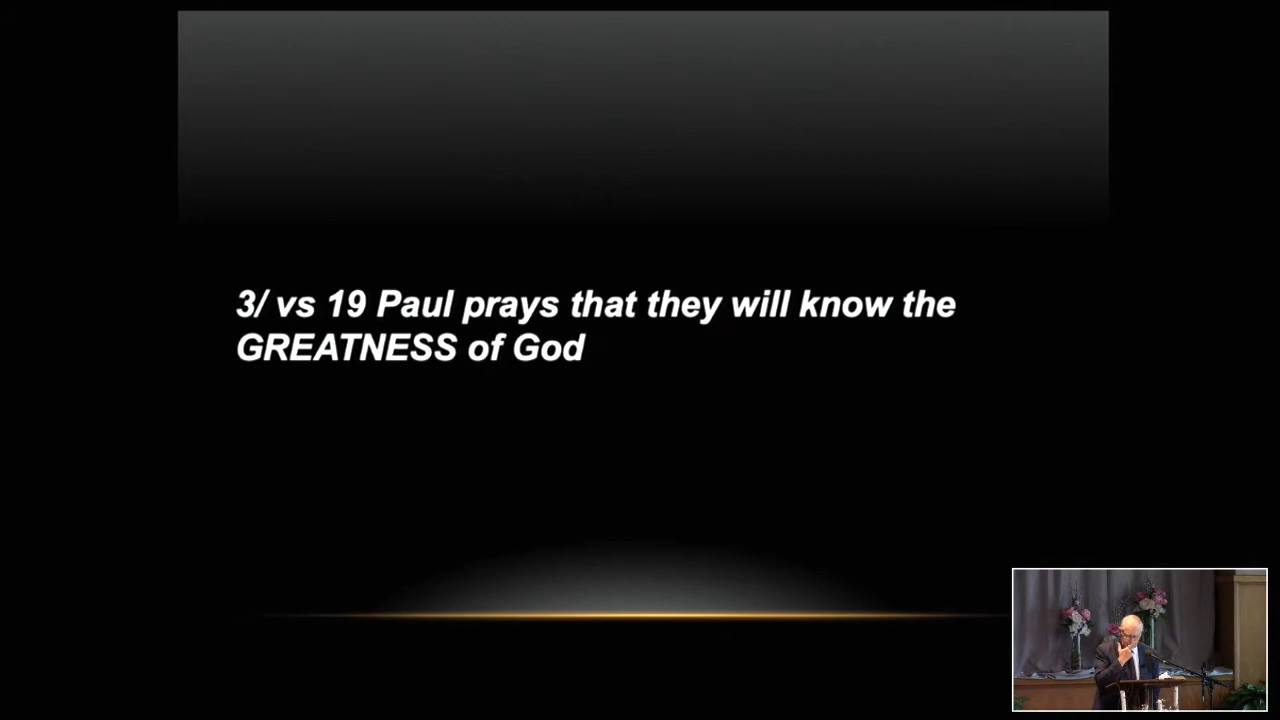 3/ vs 19 Paul prays that they will know the
GREATNESS of God